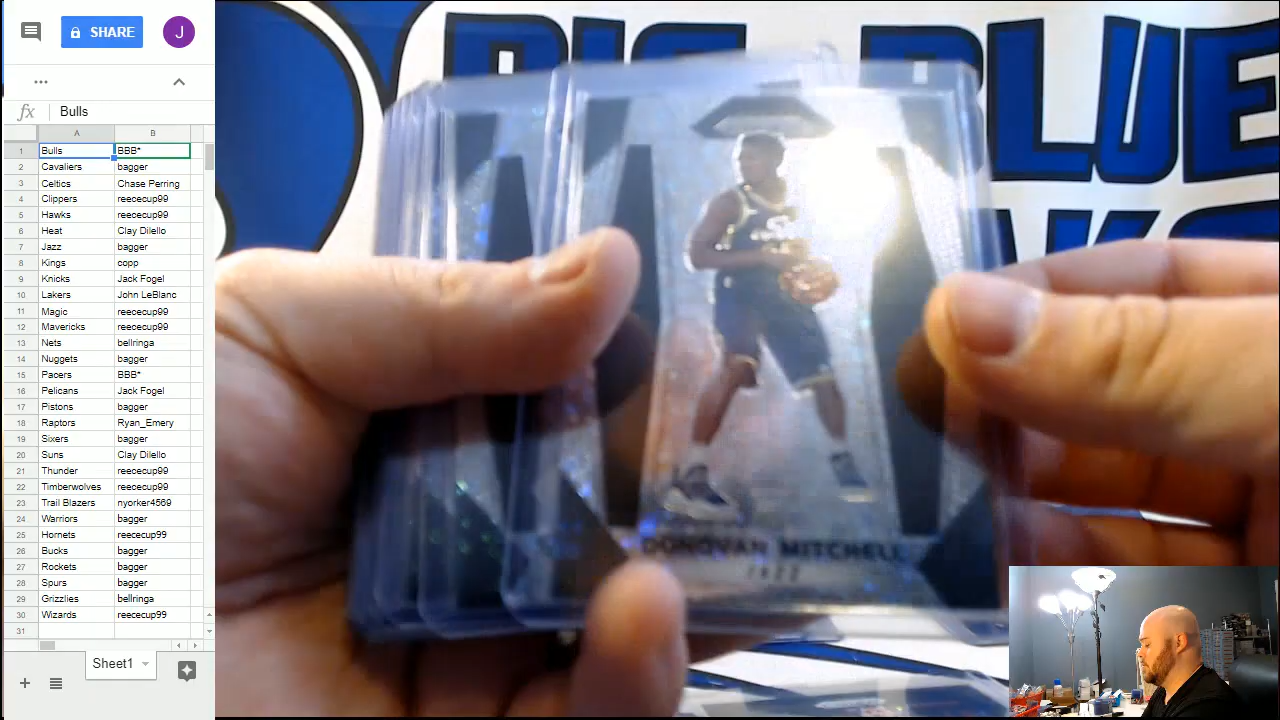 SHARE
J
...
fx Bulls
A B
1 Bulls BBB*
2 Cavaliers bagger
3 Celtics Chase Perring
4 Clippers reececup99
5 Hawks reececup99
6 Heat Clay Dilello
7 Jazz bagger
8 Kings copp
9 Knicks Jack Fogel
10 Lakers John LeBlanc
11 Magic reececup99
12 Mavericks reececup99
13 Nets bellringa
14 Nuggets bagger
15 Pacers BBB*
16 Pelicans Jack Fogel
17 Pistons bagger
18 Raptors Ryan_Emery
19 Sixers bagger
20 Suns Clay Dilello
21 Thunder reececup99
22 Timberwolves reececup99
23 Trail Blazers nyorker4569
24 Warriors bagger
25 Hornets reececup99
26 Bucks bagger
27 Rockets bagger
28 Spurs bagger
29 Grizzlies bellringa
30 Wizards reececup99
31
Sheet1
BIG BLUE
DONOVAN MITCHELL
JAZZ